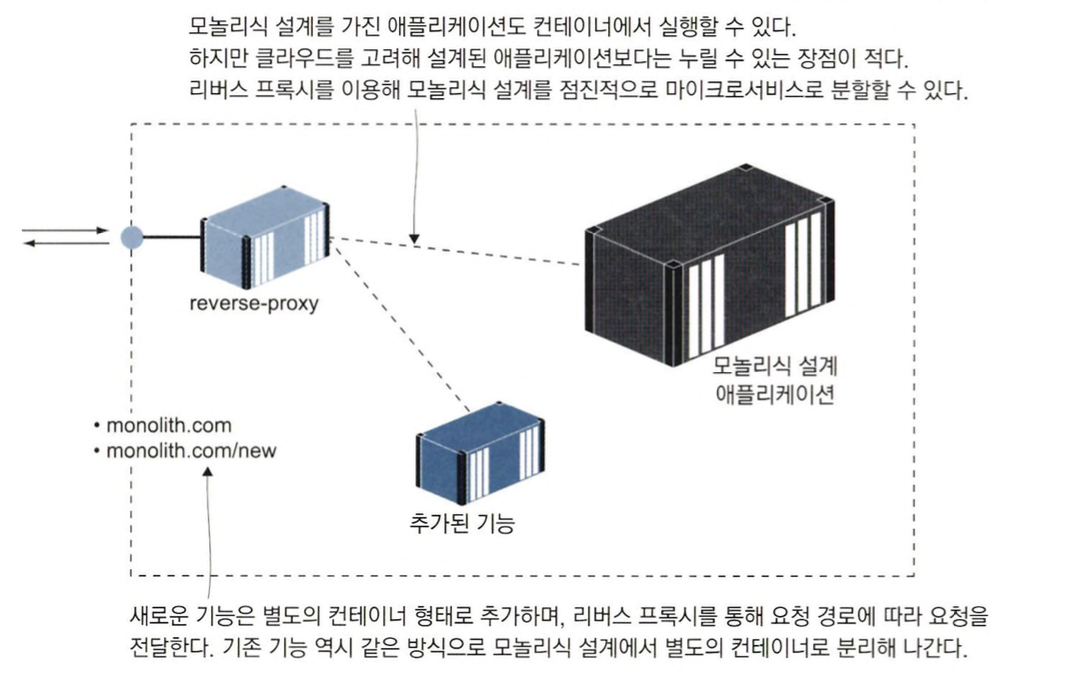 모놀리식 설계를 가진 애플리케이션도 컨테이너에서 실행할 수 있다.
하지만 클라우드를 고려해 설계된 애플리케이션보다는 누릴 수 있는 장점이 적다.
리버스 프록시를 이용해 모놀리식 설계를 점진적으로 마이크로서비스로 분할할 수 있다.
reverse-proxy
모놀리식 설계
애플리케이션
• monolith.com
• monolith.com/new
추가된 기능
새로운 기능은 별도의 컨테이너 형태로 추가하며, 리버스 프록시를 통해 요청 경로에 따라 요청을
전달한다. 기존 기능 역시 같은 방식으로 모놀리식 설계에서 별도의 컨테이너로 분리해 나간다.